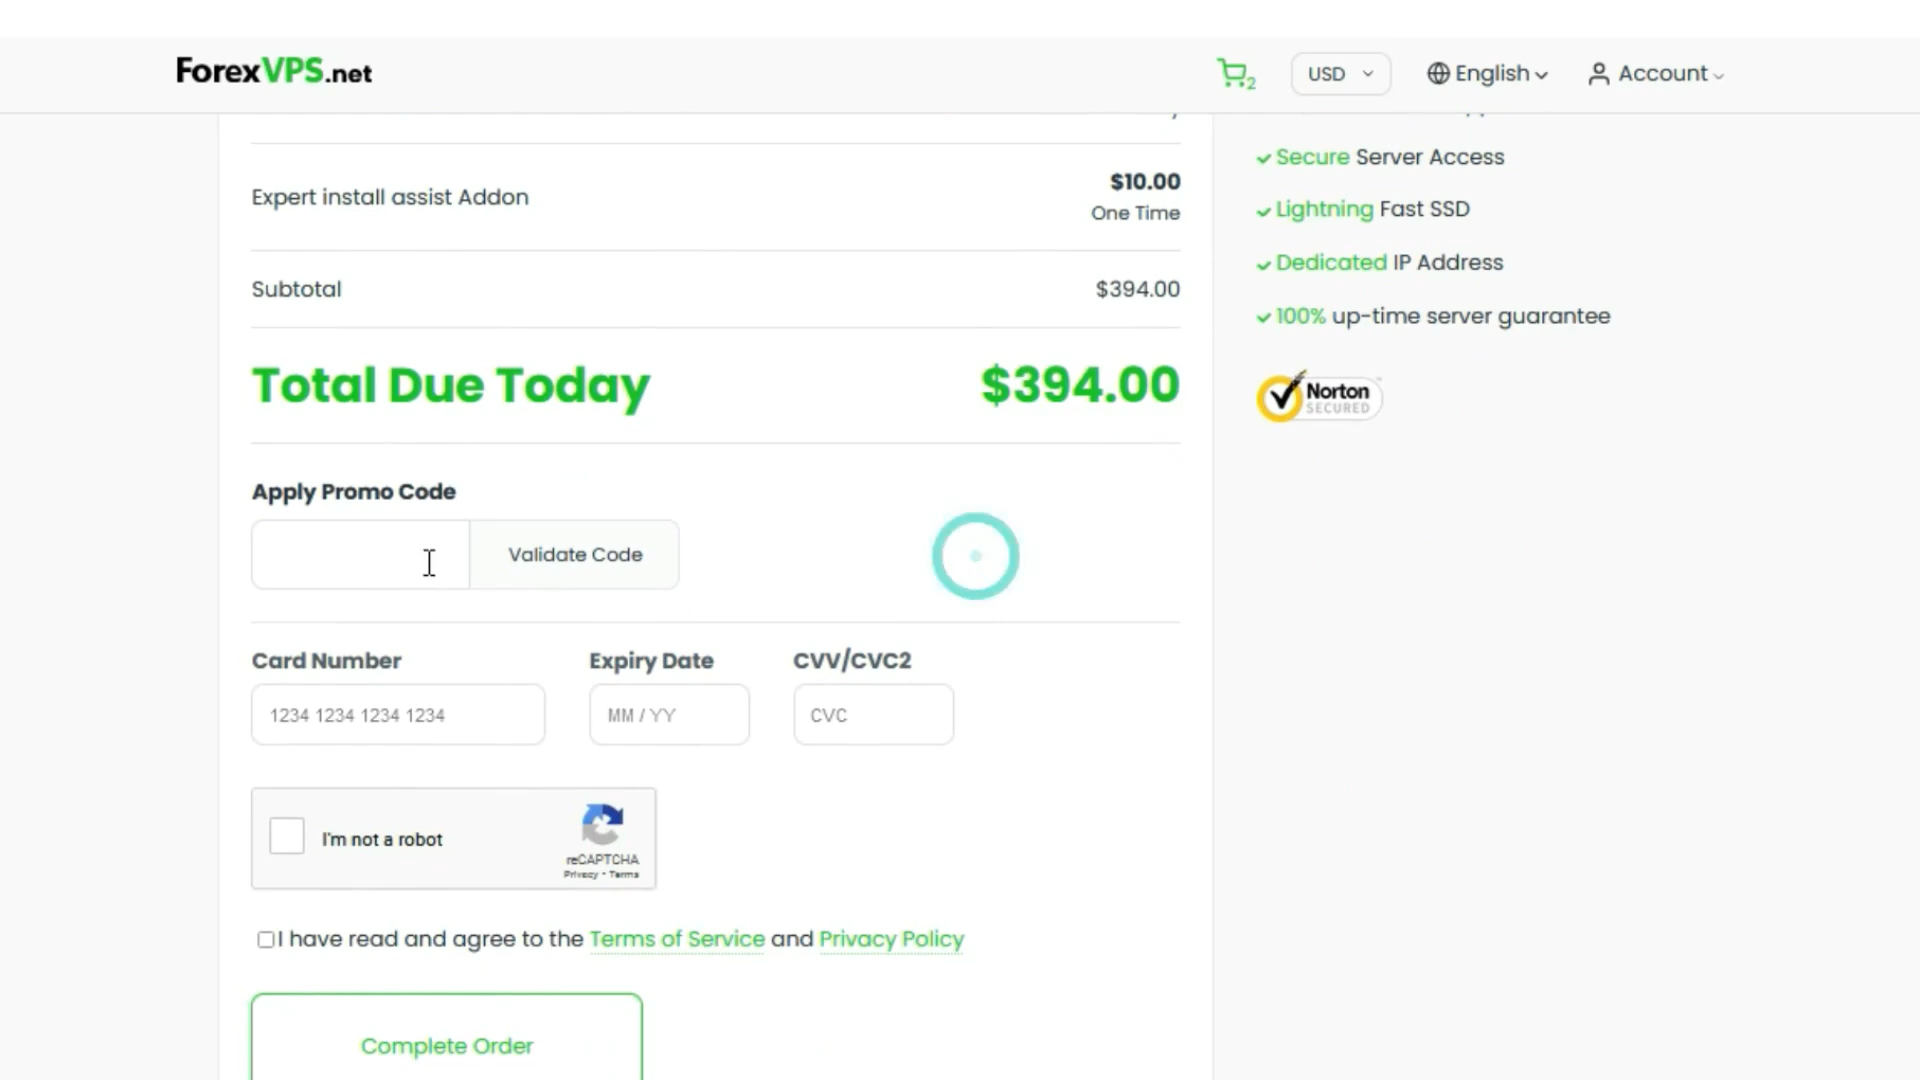 ForexVPS.net
2
USD
English
Account
Expert install assist Addon
$10.00
One Time
Subtotal
$394.00
Total Due Today
$394.00
Apply Promo Code
Validate Code
Card Number
Expiry Date
CVV/CVC2
1234 1234 1234 1234
MM / YY
CVC
I'm not a robot
reCAPTCHA
Privacy - Terms
I have read and agree to the Terms of Service and Privacy Policy
Complete Order
Secure Server Access
Lightning Fast SSD
Dedicated IP Address
100% up-time server guarantee
Norton
SECURED